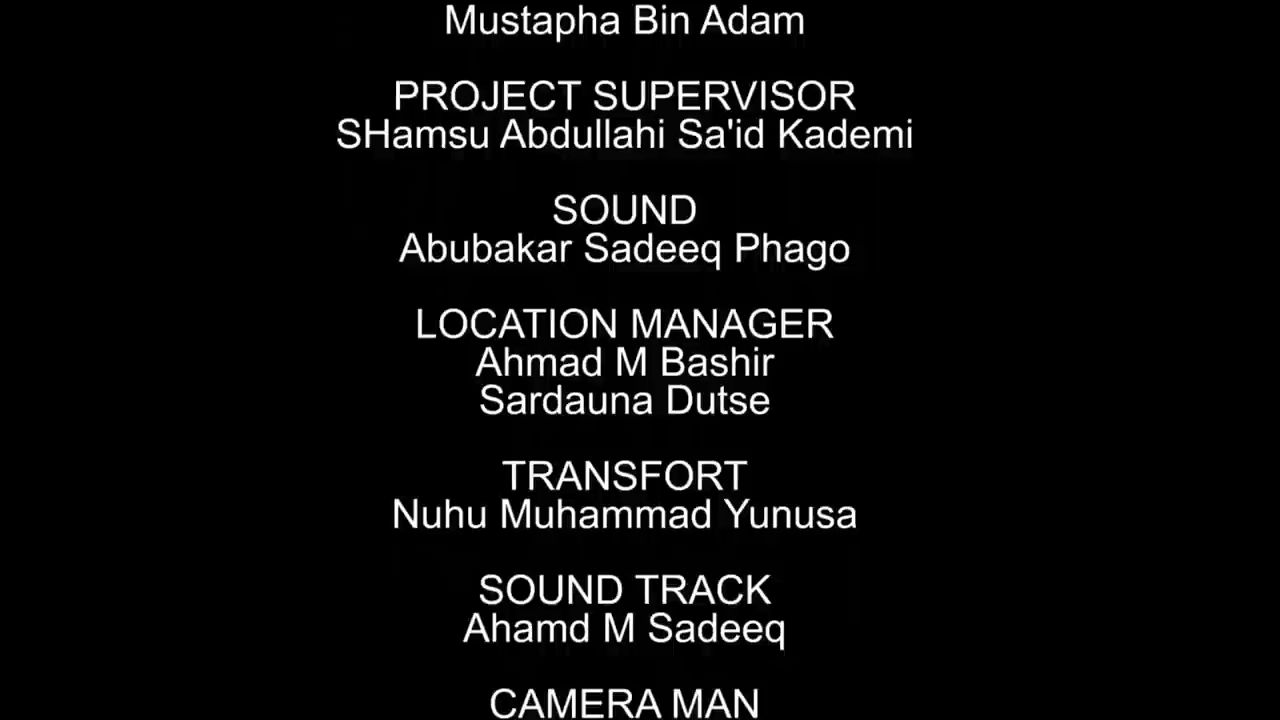 Mustapha Bin Adam
PROJECT SUPERVISOR
SHamsu Abdullahi Sa'id Kademi
SOUND
Abubakar Sadeeq Phago
LOCATION MANAGER
Ahmad M Bashir
Sardauna Dutse
TRANSFORT
Nuhu Muhammad Yunusa
SOUND TRACK
Ahamd M Sadeeq
CAMERA MAN